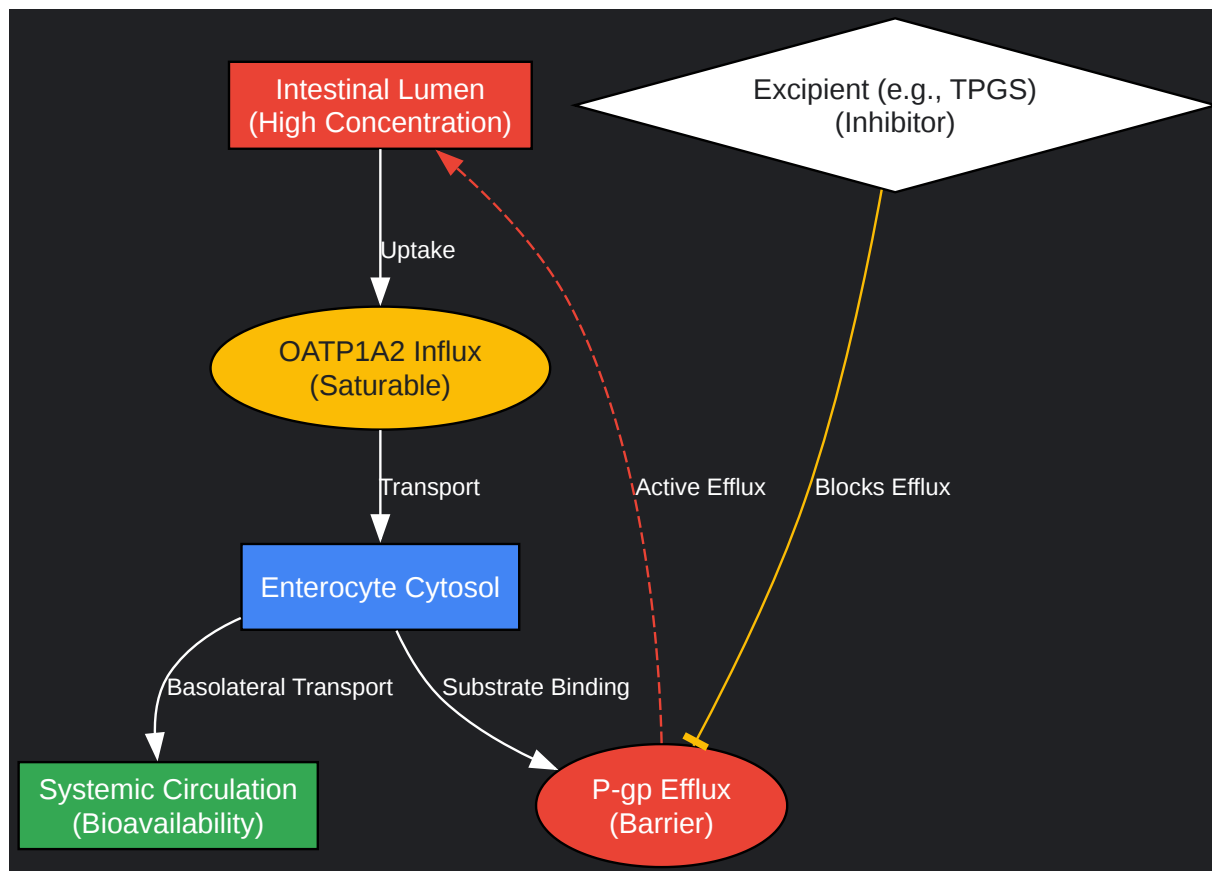 Intestinal Lumen
(High Concentration)
Excipient (e.g., TPGS)
(Inhibitor)
Uptake
OATP1A2 Influx
(Saturable)
Transport
Active Efflux
Blocks Efflux
Enterocyte Cytosol
Basolateral Transport
Substrate Binding
Systemic Circulation
(Bioavailability)
P-gp Efflux
(Barrier)